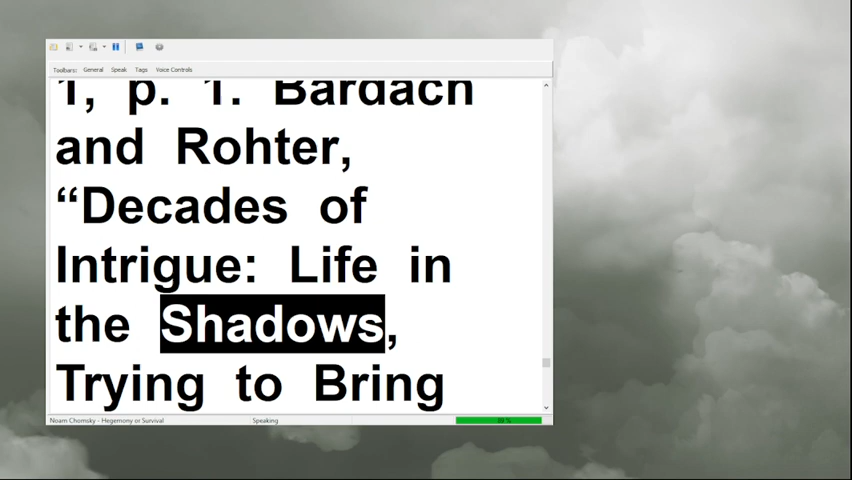 Toolbars: General Speak Tags Voice Controls
1, p. 1. Bardach
and Rohter,
“Decades of
Intrigue: Life in
the Shadows,
Trying to Bring
Noam Chomsky - Hegemony or Survival Speaking